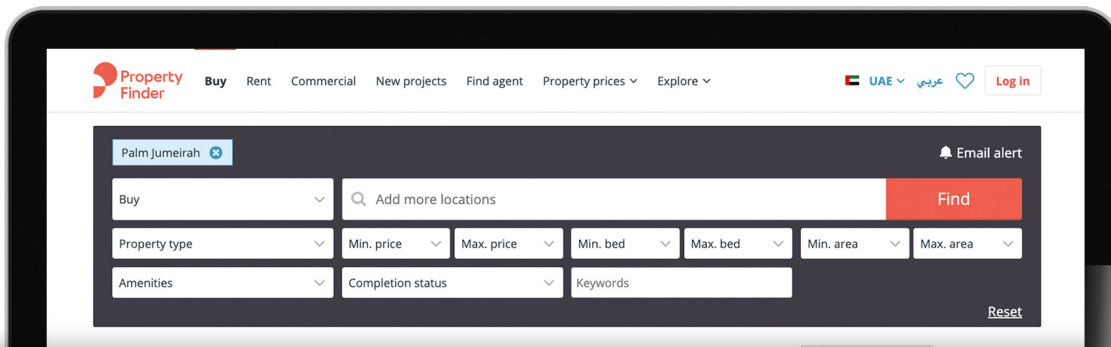 Property Finder
Buy Rent Commercial New projects Find agent Property prices Explore UAE عربي Log in
Palm Jumeirah Email alert
Buy Add more locations Find
Property type Min. price Max. price Min. bed Max. bed Min. area Max. area
Amenities Completion status Keywords
Reset